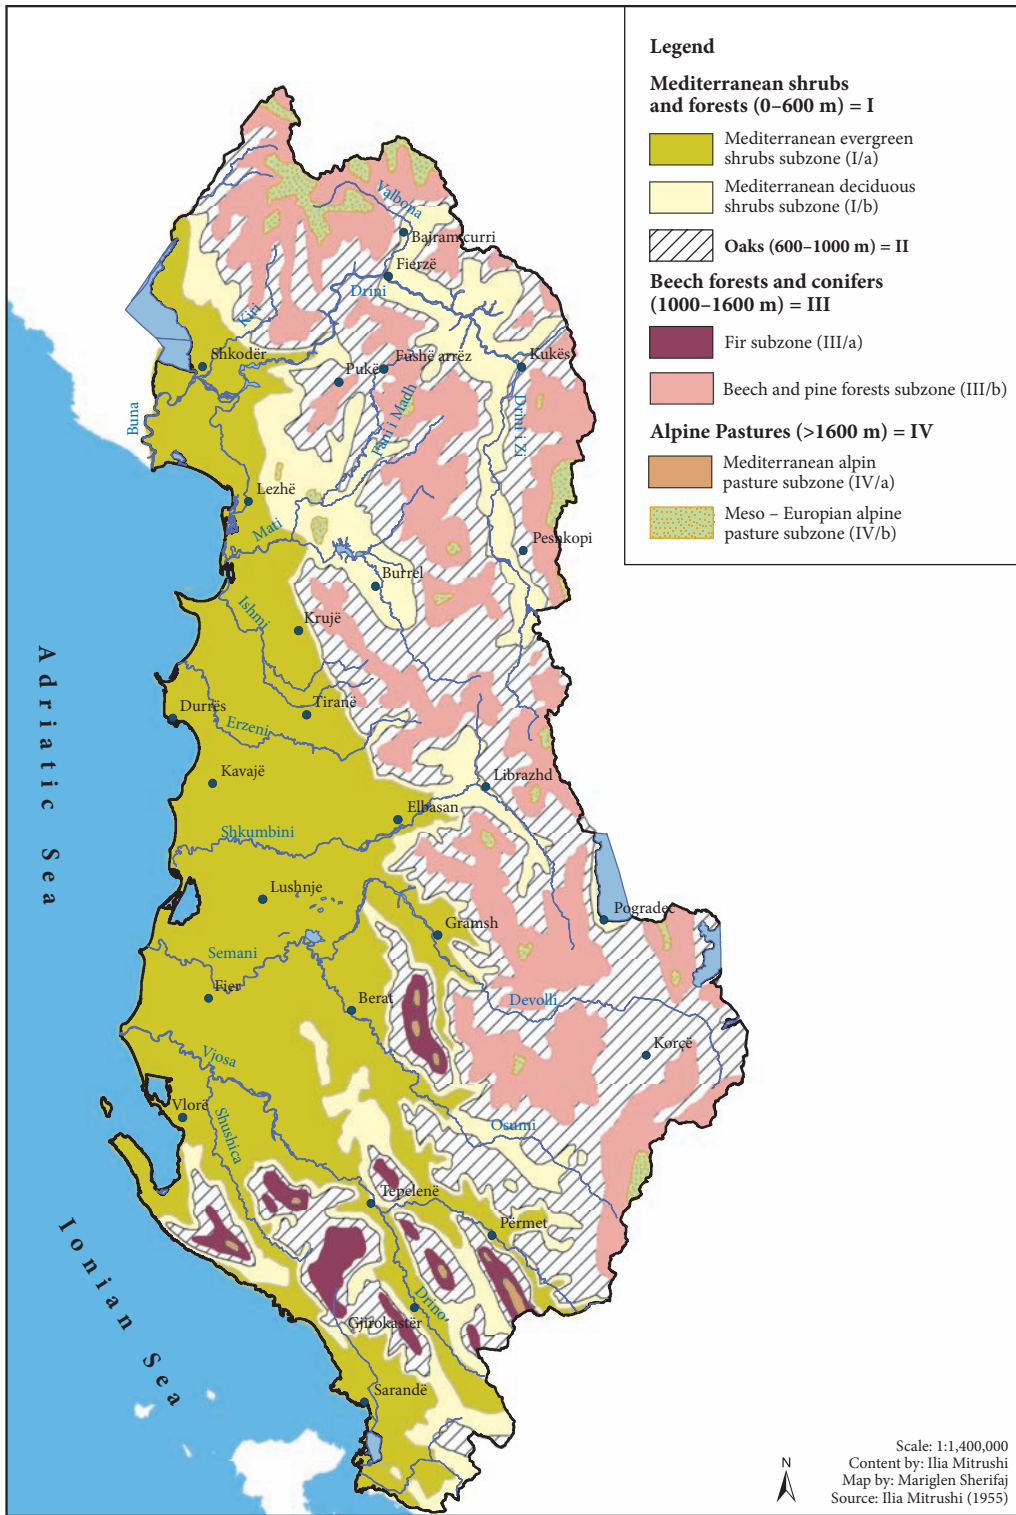 Legend
Mediterranean shrubs
and forests (0–600 m) = I
Mediterranean evergreen
shrubs subzone (I/a)
Mediterranean deciduous
shrubs subzone (I/b)
Oaks (600–1000 m) = II
Beech forests and conifers
(1000–1600 m) = III
Fir subzone (III/a)
Beech and pine forests subzone (III/b)
Alpine Pastures (>1600 m) = IV
Mediterranean alpin
pasture subzone (IV/a)
Meso – Europian alpine
pasture subzone (IV/b)
Valbona
Bajram curri
Fierzë
Drini
Kiri
Shkodër
Fushë arrëz
Kukës
Pukë
Buna
Fani i Madh
Drini i Zi
Lezhë
Mati
Peshkopi
Burrel
Ishmi
Krujë
Adriatic Sea
Durrës
Tiranë
Erzeni
Kavajë
Librazhd
Elbasan
Shkumbini
Lushnje
Pogradec
Gramsh
Semani
Fier
Berat
Devolli
Korçë
Vjosa
Vlorë
Shushica
Osumi
Tepelenë
Përmet
Ionian Sea
Drino
Gjirokastër
Sarandë
N
Scale: 1:1,400,000
Content by: Ilia Mitrushi
Map by: Mariglen Sherifaj
Source: Ilia Mitrushi (1955)